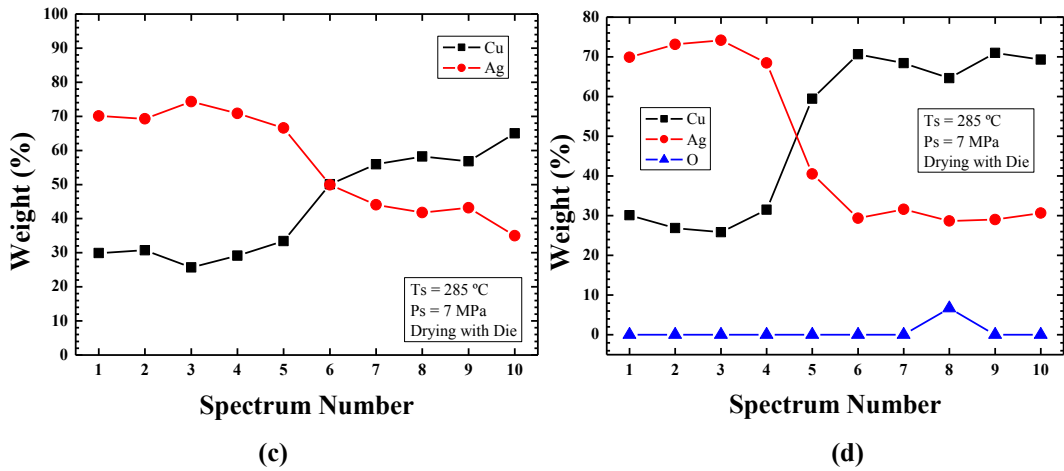 100
90
80
70
60
50
40
30
20
10
0
Weight (%)
Cu
Ag
Ts = 285 ºC
Ps = 7 MPa
Drying with Die
1 2 3 4 5 6 7 8 9 10
Spectrum Number
(c)
80
70
60
50
40
30
20
10
0
Weight (%)
Cu
Ag
O
Ts = 285 ºC
Ps = 7 MPa
Drying with Die
1 2 3 4 5 6 7 8 9 10
Spectrum Number
(d)